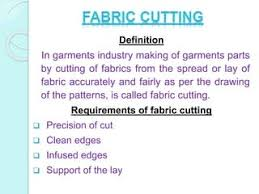 FABRIC CUTTING
Definition
In garments industry making of garments parts
by cutting of fabrics from the spread or lay of
fabric accurately and fairly as per the drawing
of the patterns, is called fabric cutting.
Requirements of fabric cutting
Precision of cut
Clean edges
Infused edges
Support of the lay